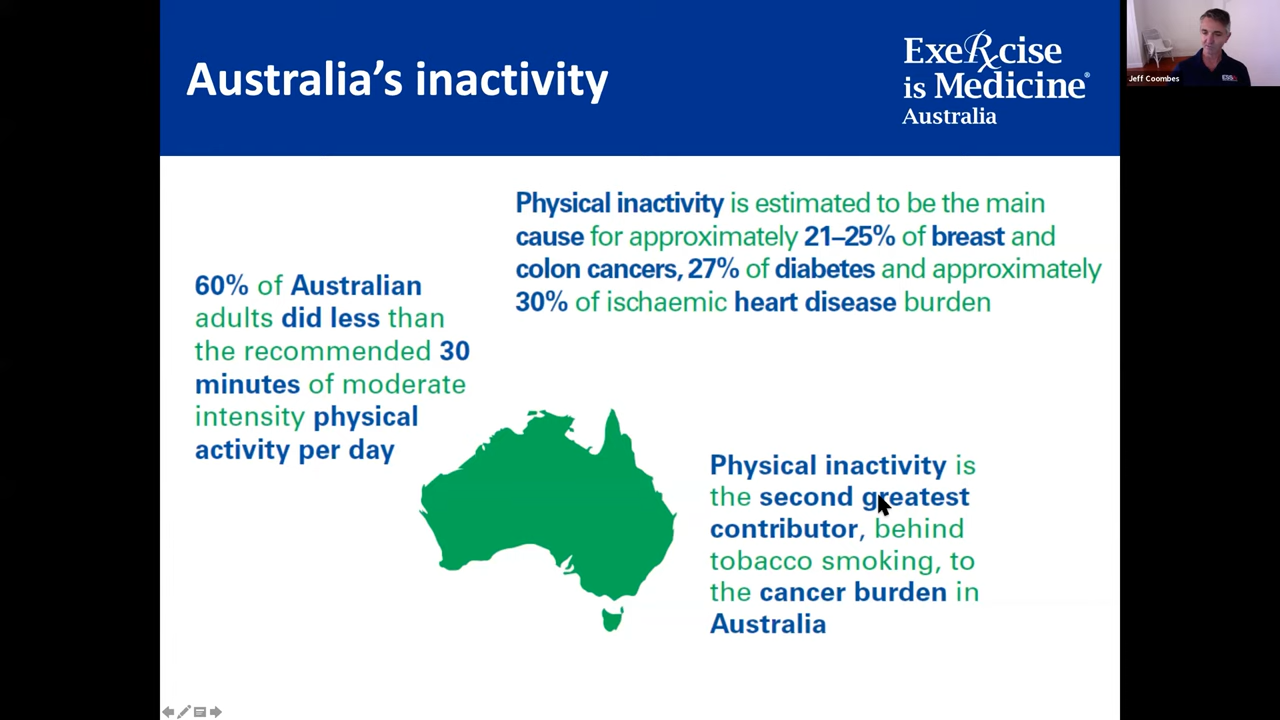 Australia's inactivity
ExeRcise
is Medicine®
Australia
Jeff Coombes
ESSA
Physical inactivity is estimated to be the main
cause for approximately 21–25% of breast and
colon cancers, 27% of diabetes and approximately
30% of ischaemic heart disease burden
60% of Australian
adults did less than
the recommended 30
minutes of moderate
intensity physical
activity per day
Physical inactivity is
the second greatest
contributor, behind
tobacco smoking, to
the cancer burden in
Australia